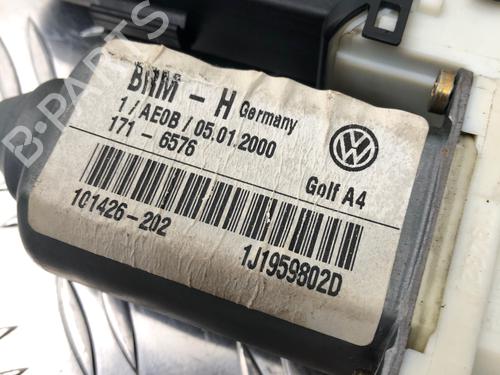 BHM - H Germany
1 / AE0B / 05.01.2000
171 - 6576
Golf A4
101426-202
1J1959802D
B-PARTS